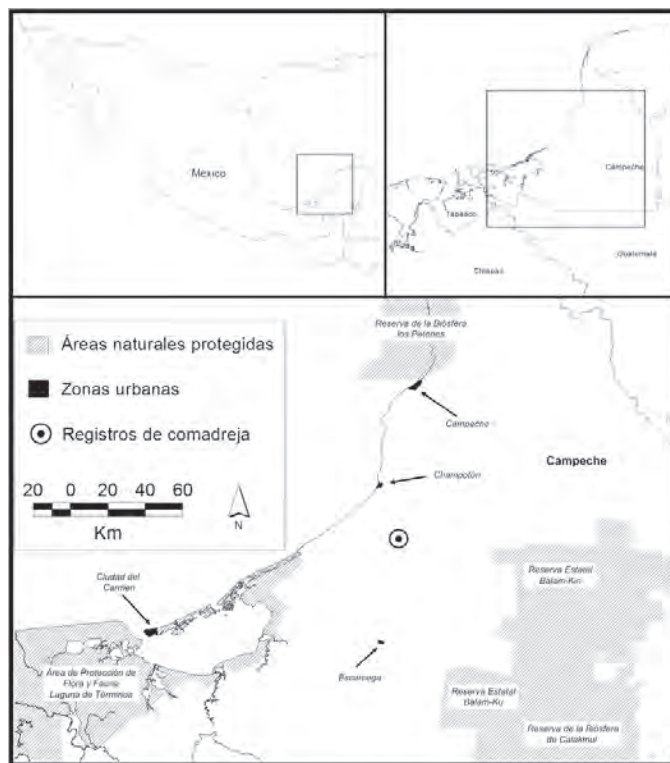 Mexico
Campeche
Tabasco
Guatemala
Chiapas
Áreas naturales protegidas
Zonas urbanas
Registros de comadreja
20 0 20 40 60
Km
N
Reserva de la Biósfera
los Petenes
Campeche
Champotón
Campeche
Ciudad del
Carmen
Reserva Estatal
Balam-Kin
Área de Protección de
Flora y Fauna
Laguna de Términos
Escarcega
Reserva Estatal
Balam-Ku
Reserva de la Biósfera
de Calakmul